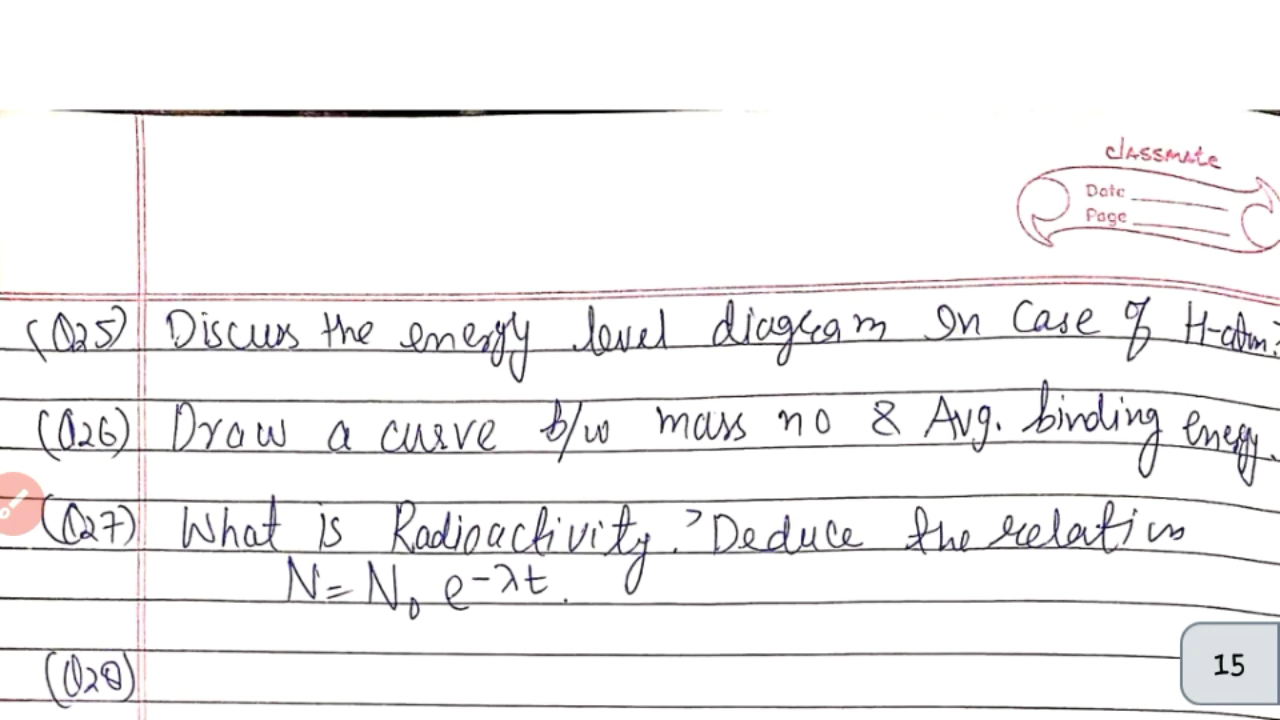 classmate
Date
Page
(Q25) Discuss the energy level diagram In Case of H-atom:
(Q26) Draw a curve b/w mass no & Avg. binding energy.
(Q27) What is Radioactivity.? Deduce the relation
N = N₀ e-λt.
(Q28)
15